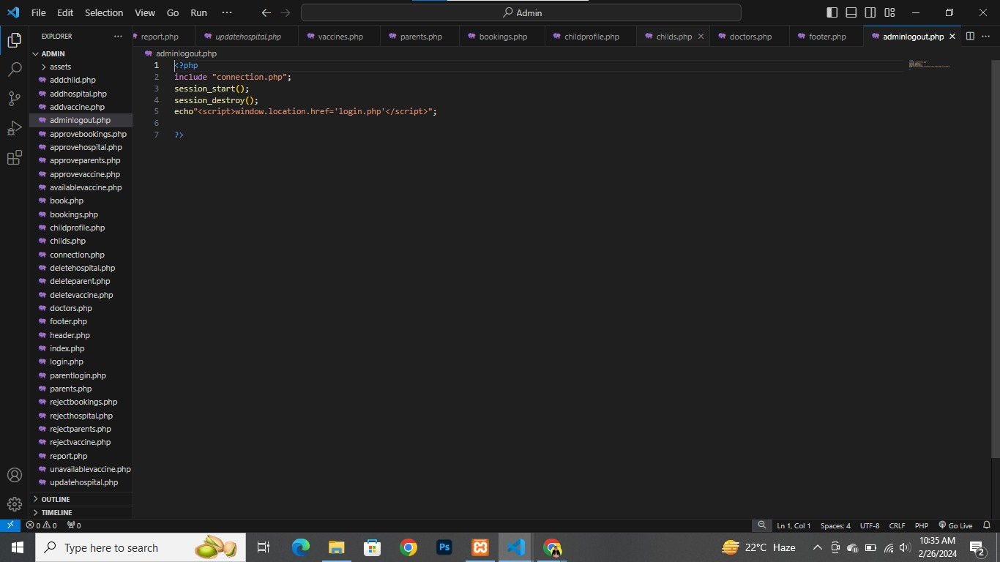 File Edit Selection View Go Run ··· Admin
EXPLORER ···
report.php updatehospital.php vaccines.php parents.php bookings.php childprofile.php childs.php doctors.php footer.php adminlogout.php
ADMIN
assets
addchild.php
addhospital.php
addvaccine.php
adminlogout.php
approvebookings.php
approvehospital.php
approveparents.php
approvevaccine.php
availablevaccine.php
book.php
bookings.php
childprofile.php
childs.php
connection.php
deletehospital.php
deleteparent.php
deletevaccine.php
doctors.php
footer.php
header.php
index.php
login.php
parentlogin.php
parents.php
rejectbookings.php
rejecthospital.php
rejectparents.php
rejectvaccine.php
report.php
unavailablevaccine.php
updatehospital.php
OUTLINE
TIMELINE
adminlogout.php
1 <?php
2 include "connection.php";
3 session_start();
4 session_destroy();
5 echo"<script>window.location.href='login.php'</script>";
6
7 ?>
0 0 0 Ln 1, Col 1 Spaces: 4 UTF-8 CRLF PHP Go Live
Type here to search Ps 22°C Haze 10:35 AM
2/26/2024 2